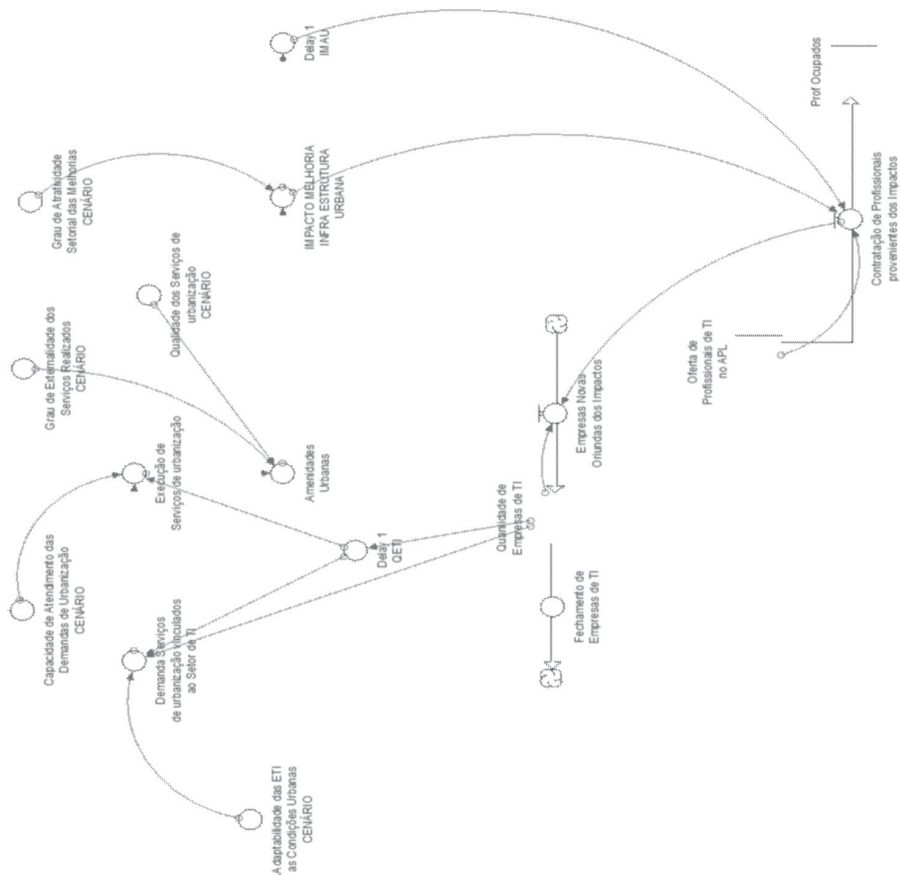 Delay 1
IMAU
Grau de Atratividade
Setorial das Melhorias
CENÁRIO
IMPACTO MELHORIA
INFRA ESTRUTURA
URBANA
Prof Ocupados
Contratação de Profissionais
provenientes dos Impactos
Qualidade dos Serviços de
urbanização
CENÁRIO
Grau de Externalidade dos
Serviços Realizados
CENÁRIO
Amenidades
Urbanas
Empresas Novas
Oriundas dos Impactos
Oferta de
Profissionais de TI
no APL
Execução de
Serviços de urbanização
Capacidade de Atendimento das
Demandas de Urbanização
CENÁRIO
Delay 1
QETI
Quantidade de
Empresas de TI
Fechamento de
Empresas de TI
Demanda Serviços
de urbanização vinculados
ao Setor de TI
Adaptabilidade das ETI
as Condições Urbanas
CENÁRIO